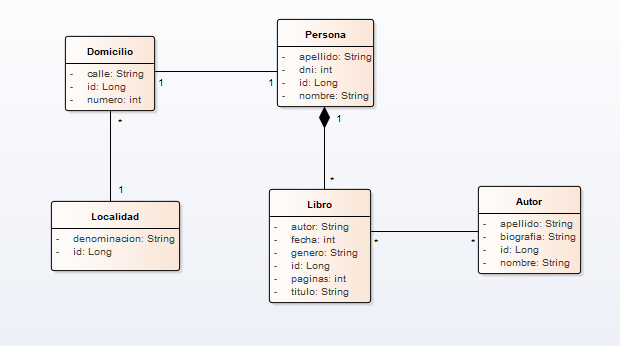 Persona
- apellido: String
- dni: int
- id: Long
- nombre: String
Domicilio
- calle: String
- id: Long
- numero: int
1
1
*
1
1
*
Localidad
- denominacion: String
- id: Long
Libro
- autor: String
- fecha: int
- genero: String
- id: Long
- paginas: int
- titulo: String
*
*
Autor
- apellido: String
- biografia: String
- id: Long
- nombre: String